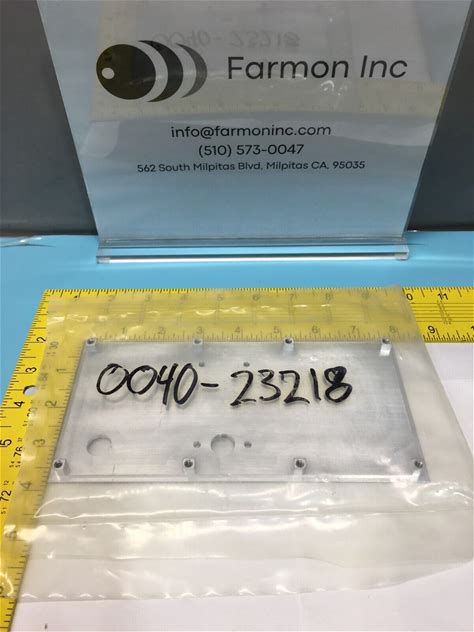 0040-23218
Farmon Inc
info@farmoninc.com
(510) 573-0047
562 South Milpitas Blvd, Milpitas CA, 95035
0040-23218